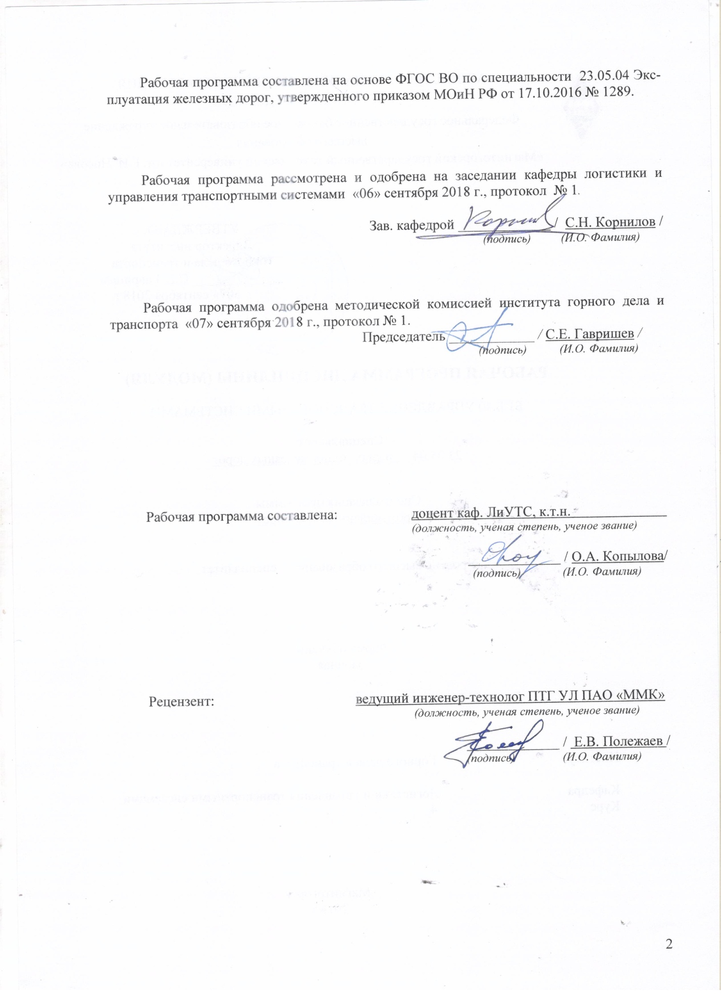 Рабочая программа составлена на основе ФГОС ВО по специальности 23.05.04 Экс-
плуатация железных дорог, утвержденного приказом МОиН РФ от 17.10.2016 № 1289.
Рабочая программа рассмотрена и одобрена на заседании кафедры логистики и
управления транспортными системами «06» сентября 2018 г., протокол № 1.
Зав. кафедрой ____________ / С.Н. Корнилов /
(подпись) (И.О. Фамилия)
Рабочая программа одобрена методической комиссией института горного дела и
транспорта «07» сентября 2018 г., протокол № 1.
Председатель ____________ / С.Е. Гавришев /
(подпись) (И.О. Фамилия)
Рабочая программа составлена: доцент каф. ЛиУТС, к.т.н.
(должность, ученая степень, ученое звание)
____________ / О.А. Копылова/
(подпись) (И.О. Фамилия)
Рецензент: ведущий инженер-технолог ПТГ УЛ ПАО «ММК»
(должность, ученая степень, ученое звание)
____________ / Е.В. Полежаев /
(подпись) (И.О. Фамилия)
2